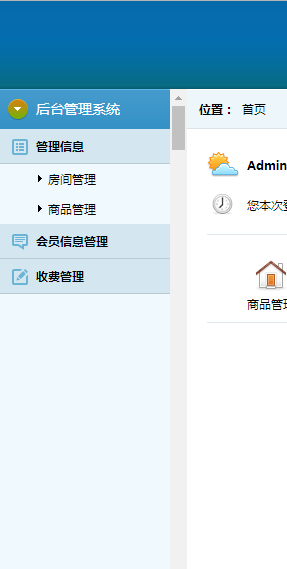 后台管理系统
管理信息
房间管理
商品管理
会员信息管理
收费管理
位置： 首页
Admin
您本次
商品管